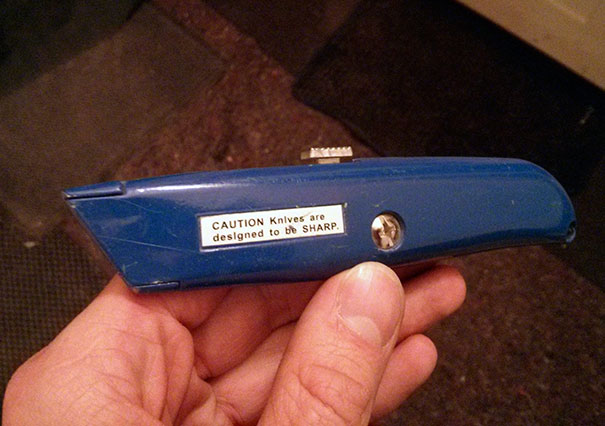 CAUTION Knives are
designed to be SHARP.